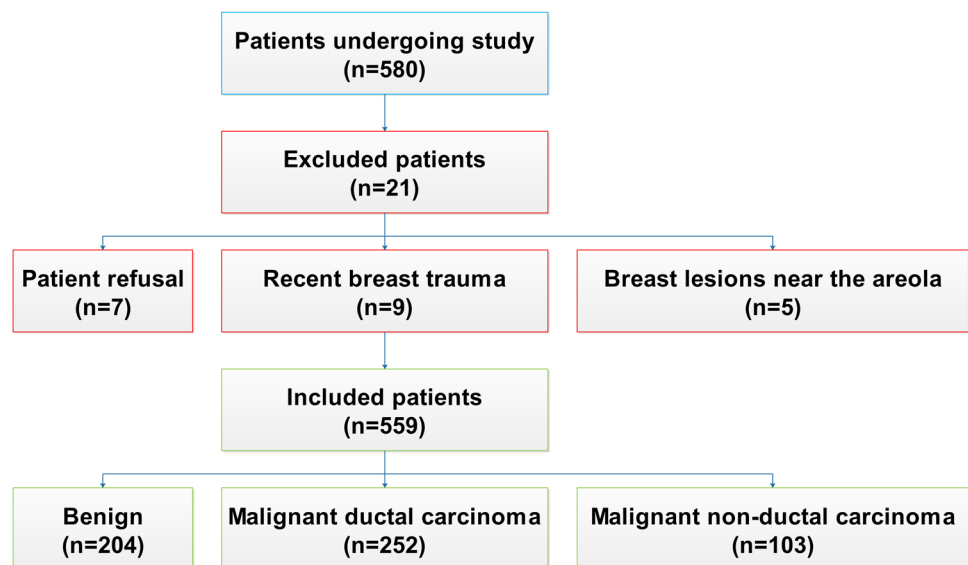 Patients undergoing study
(n=580)
Excluded patients
(n=21)
Patient refusal
(n=7)
Recent breast trauma
(n=9)
Breast lesions near the areola
(n=5)
Included patients
(n=559)
Benign
(n=204)
Malignant ductal carcinoma
(n=252)
Malignant non-ductal carcinoma
(n=103)